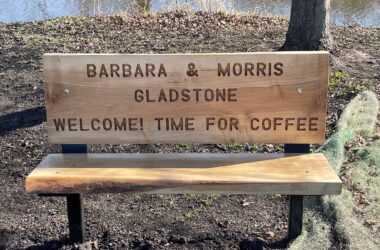 BARBARA & MORRIS
GLADSTONE
WELCOME! TIME FOR COFFEE